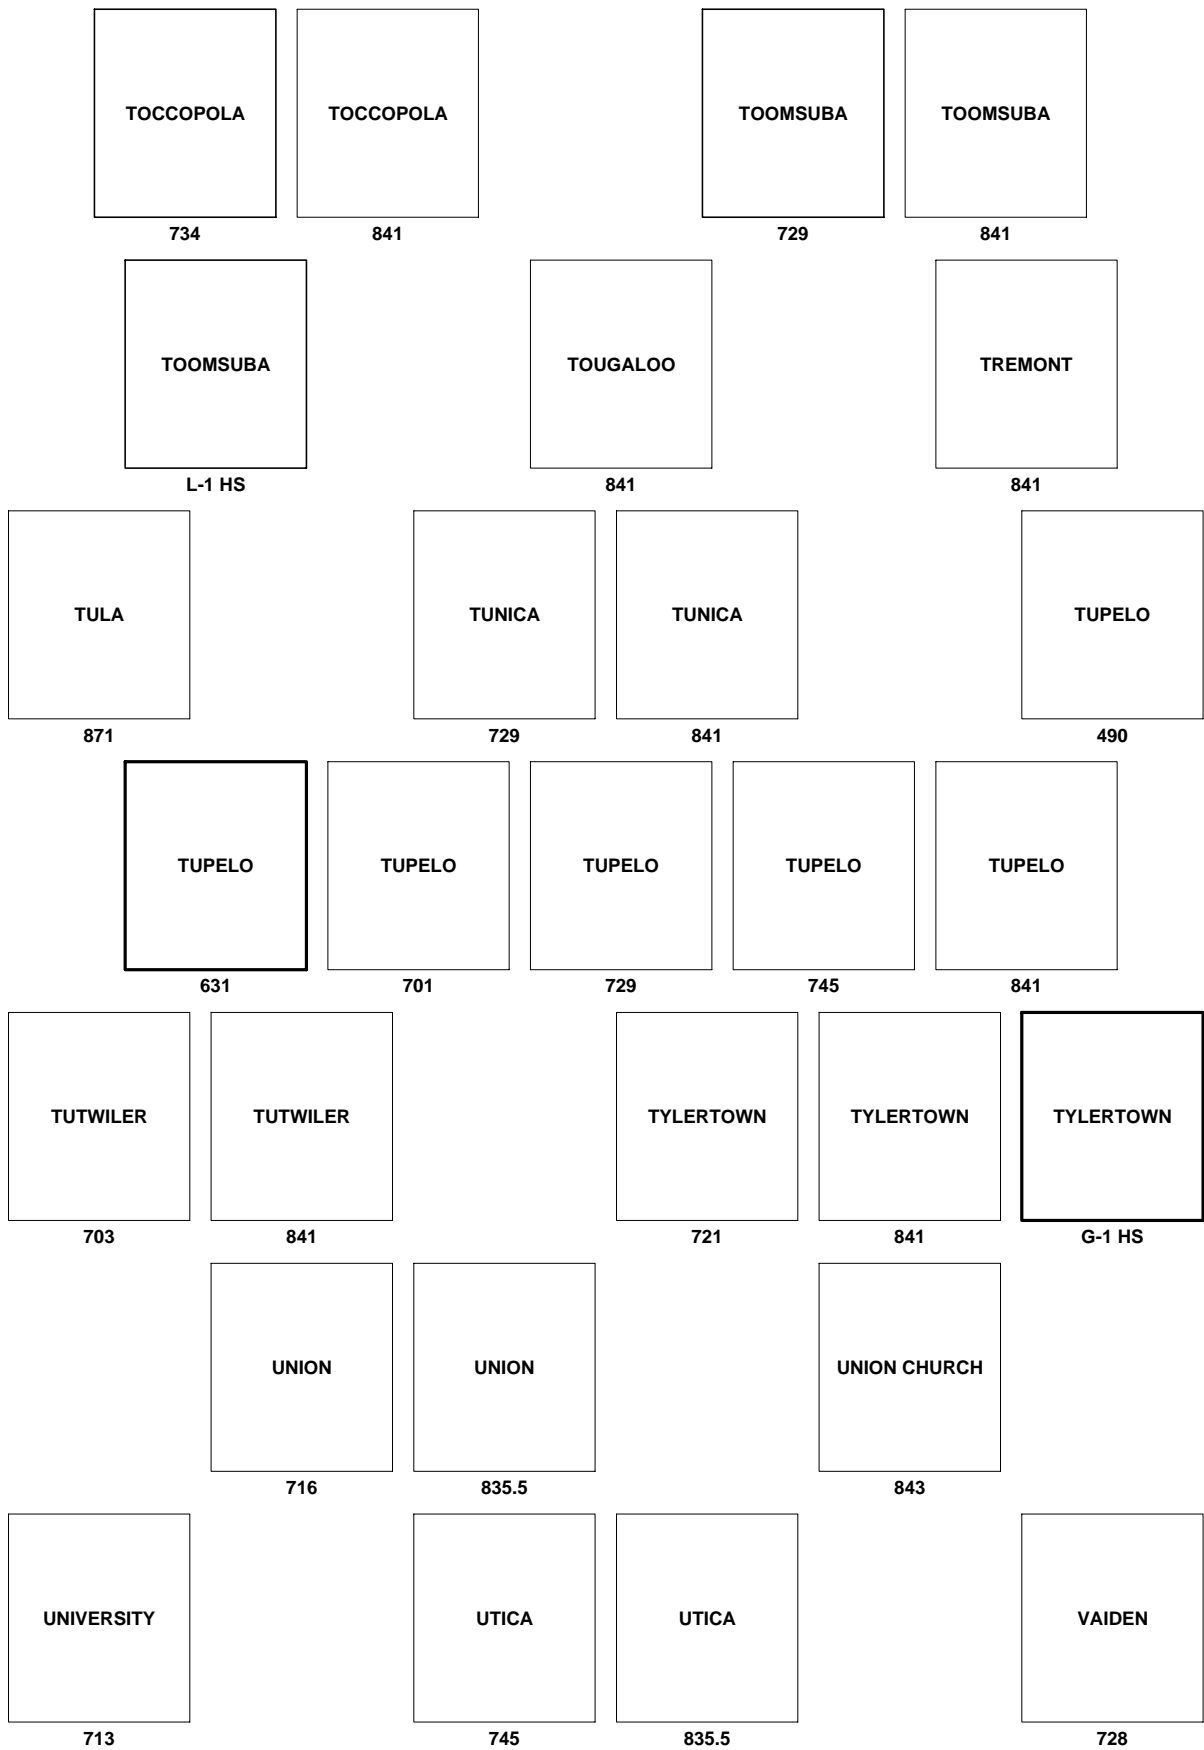 TOCCOPOLA TOCCOPOLA TOOMSUBA TOOMSUBA
734 841 729 841
TOOMSUBA TOUGALOO TREMONT
L-1 HS 841 841
TULA TUNICA TUNICA TUPELO
871 729 841 490
TUPELO TUPELO TUPELO TUPELO TUPELO
631 701 729 745 841
TUTWILER TUTWILER TYLERTOWN TYLERTOWN TYLERTOWN
703 841 721 841 G-1 HS
UNION UNION UNION CHURCH
716 835.5 843
UNIVERSITY UTICA UTICA VAIDEN
713 745 835.5 728